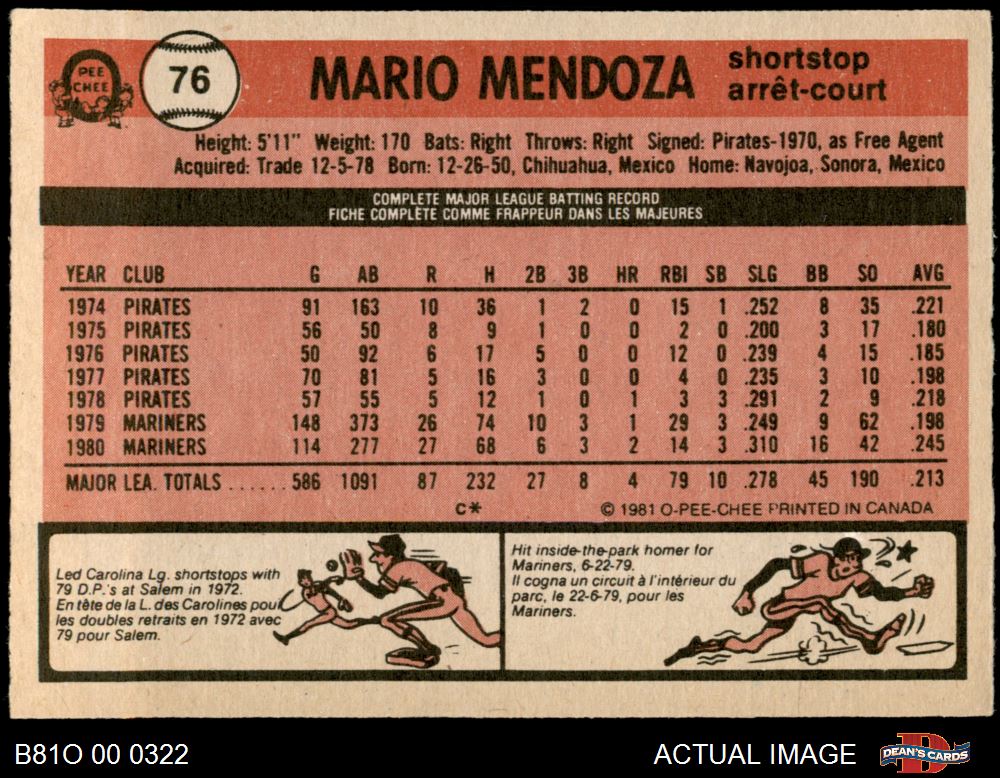 PEE
CHEE
76
MARIO MENDOZA
shortstop
arrêt-court
Height: 5'11" Weight: 170 Bats: Right Throws: Right Signed: Pirates-1970, as Free Agent
Acquired: Trade 12-5-78 Born: 12-26-50, Chihuahua, Mexico Home: Navojoa, Sonora, Mexico
COMPLETE MAJOR LEAGUE BATTING RECORD
FICHE COMPLÈTE COMME FRAPPEUR DANS LES MAJEURES
YEAR CLUB G AB R H 2B 3B HR RBI SB SLG BB SO AVG
1974 PIRATES 91 163 10 36 1 2 0 15 1 .252 8 35 .221
1975 PIRATES 56 50 8 9 1 0 0 2 0 .200 3 17 .180
1976 PIRATES 50 92 6 17 5 0 0 12 0 .239 4 15 .185
1977 PIRATES 70 81 5 16 3 0 0 4 0 .235 3 10 .198
1978 PIRATES 57 55 5 12 1 0 1 3 3 .291 2 9 .218
1979 MARINERS 148 373 26 74 10 3 1 29 3 .249 9 62 .198
1980 MARINERS 114 277 27 68 6 3 2 14 3 .310 16 42 .245
MAJOR LEA. TOTALS ...... 586 1091 87 232 27 8 4 79 10 .278 45 190 .213
C* © 1981 O-PEE-CHEE PRINTED IN CANADA
Led Carolina Lg. shortstops with
79 D.P.'s at Salem in 1972.
En tête de la L. des Carolines pour
les doubles retraits en 1972 avec
79 pour Salem.
Hit inside-the-park homer for
Mariners, 6-22-79.
Il cogna un circuit à l'intérieur du
parc, le 22-6-79, pour les
Mariners.
B81O 00 0322
ACTUAL IMAGE
DEAN'S CARDS